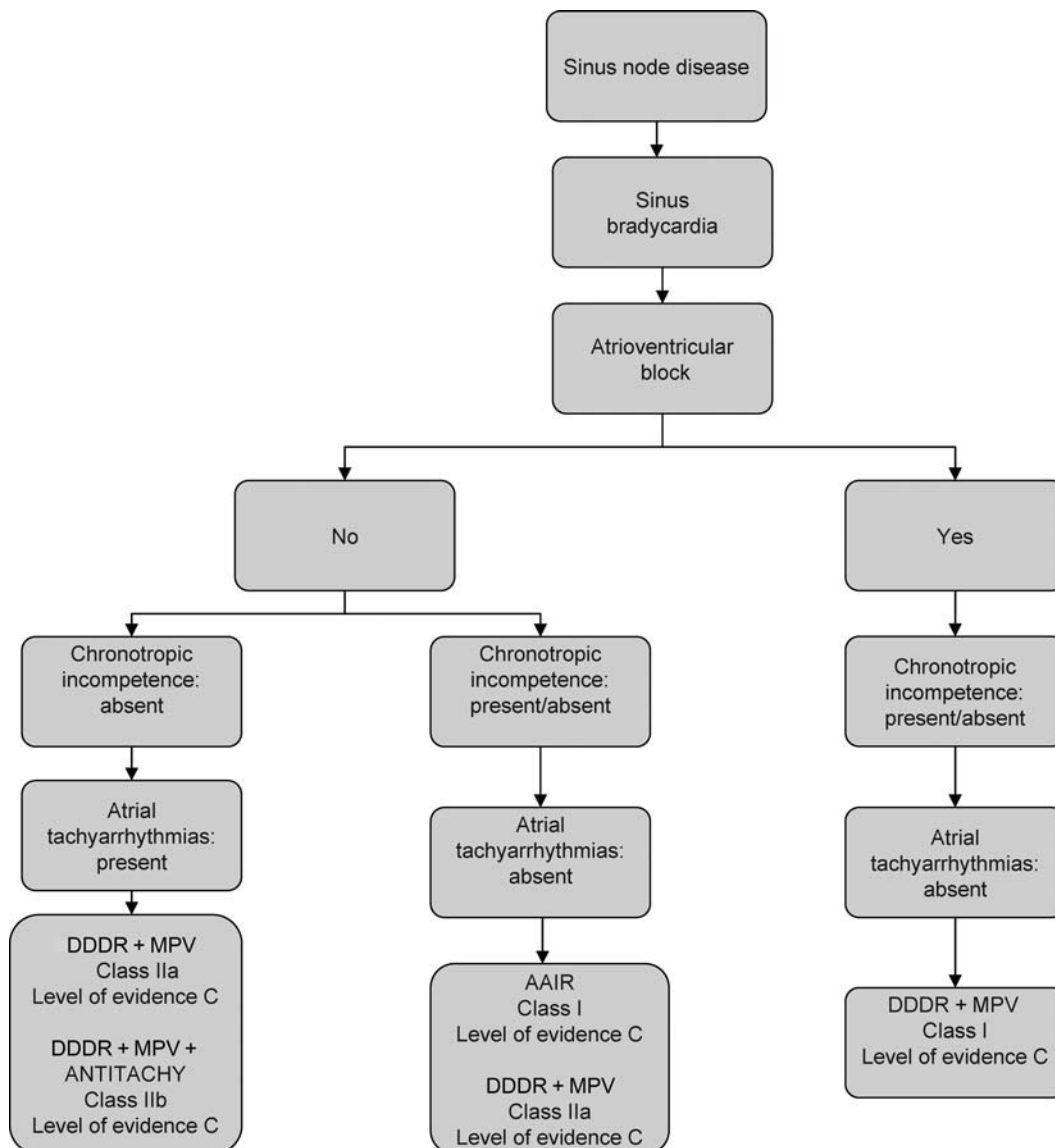 Sinus node disease
Sinus
bradycardia
Atrioventricular
block
No
Yes
Chronotropic
incompetence:
absent
Atrial
tachyarrhythmias:
present
DDDR + MPV
Class IIa
Level of evidence C
DDDR + MPV +
ANTITACHY
Class IIb
Level of evidence C
Chronotropic
incompetence:
present/absent
Atrial
tachyarrhythmias:
absent
AAIR
Class I
Level of evidence C
DDDR + MPV
Class IIa
Level of evidence C
Chronotropic
incompetence:
present/absent
Atrial
tachyarrhythmias:
absent
DDDR + MPV
Class I
Level of evidence C